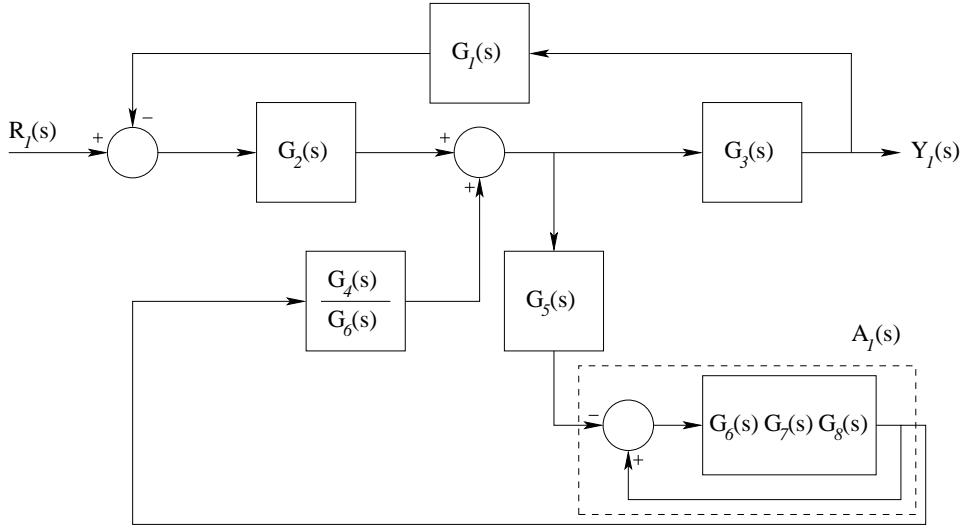 G₁(s)
R₁(s)
+
−
G₂(s)
+
+
G₃(s)
Y₁(s)
G₄(s)
G₆(s)
G₅(s)
A₁(s)
−
+
G₆(s) G₇(s) G₈(s)